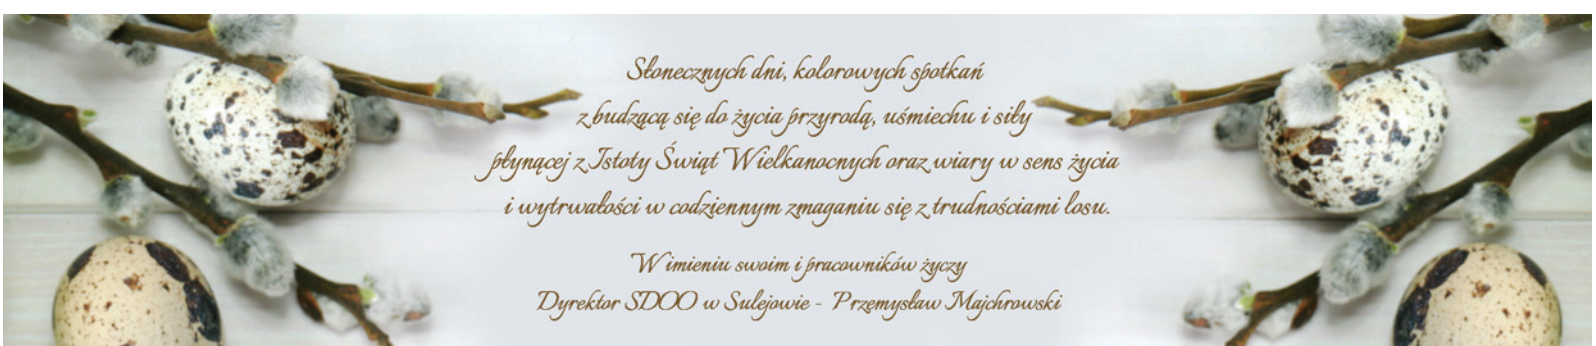 Słonecznych dni, kolorowych spotkań
z budzącą się do życia przyrodą, uśmiechu i siły
płynącej z Istoty Świąt Wielkanocnych oraz wiary w sens życia
i wytrwałości w codziennym zmaganiu się z trudnościami losu.
W imieniu swoim i pracowników życzy
Dyrektor SDOO w Sulejowie - Przemysław Majchrowski